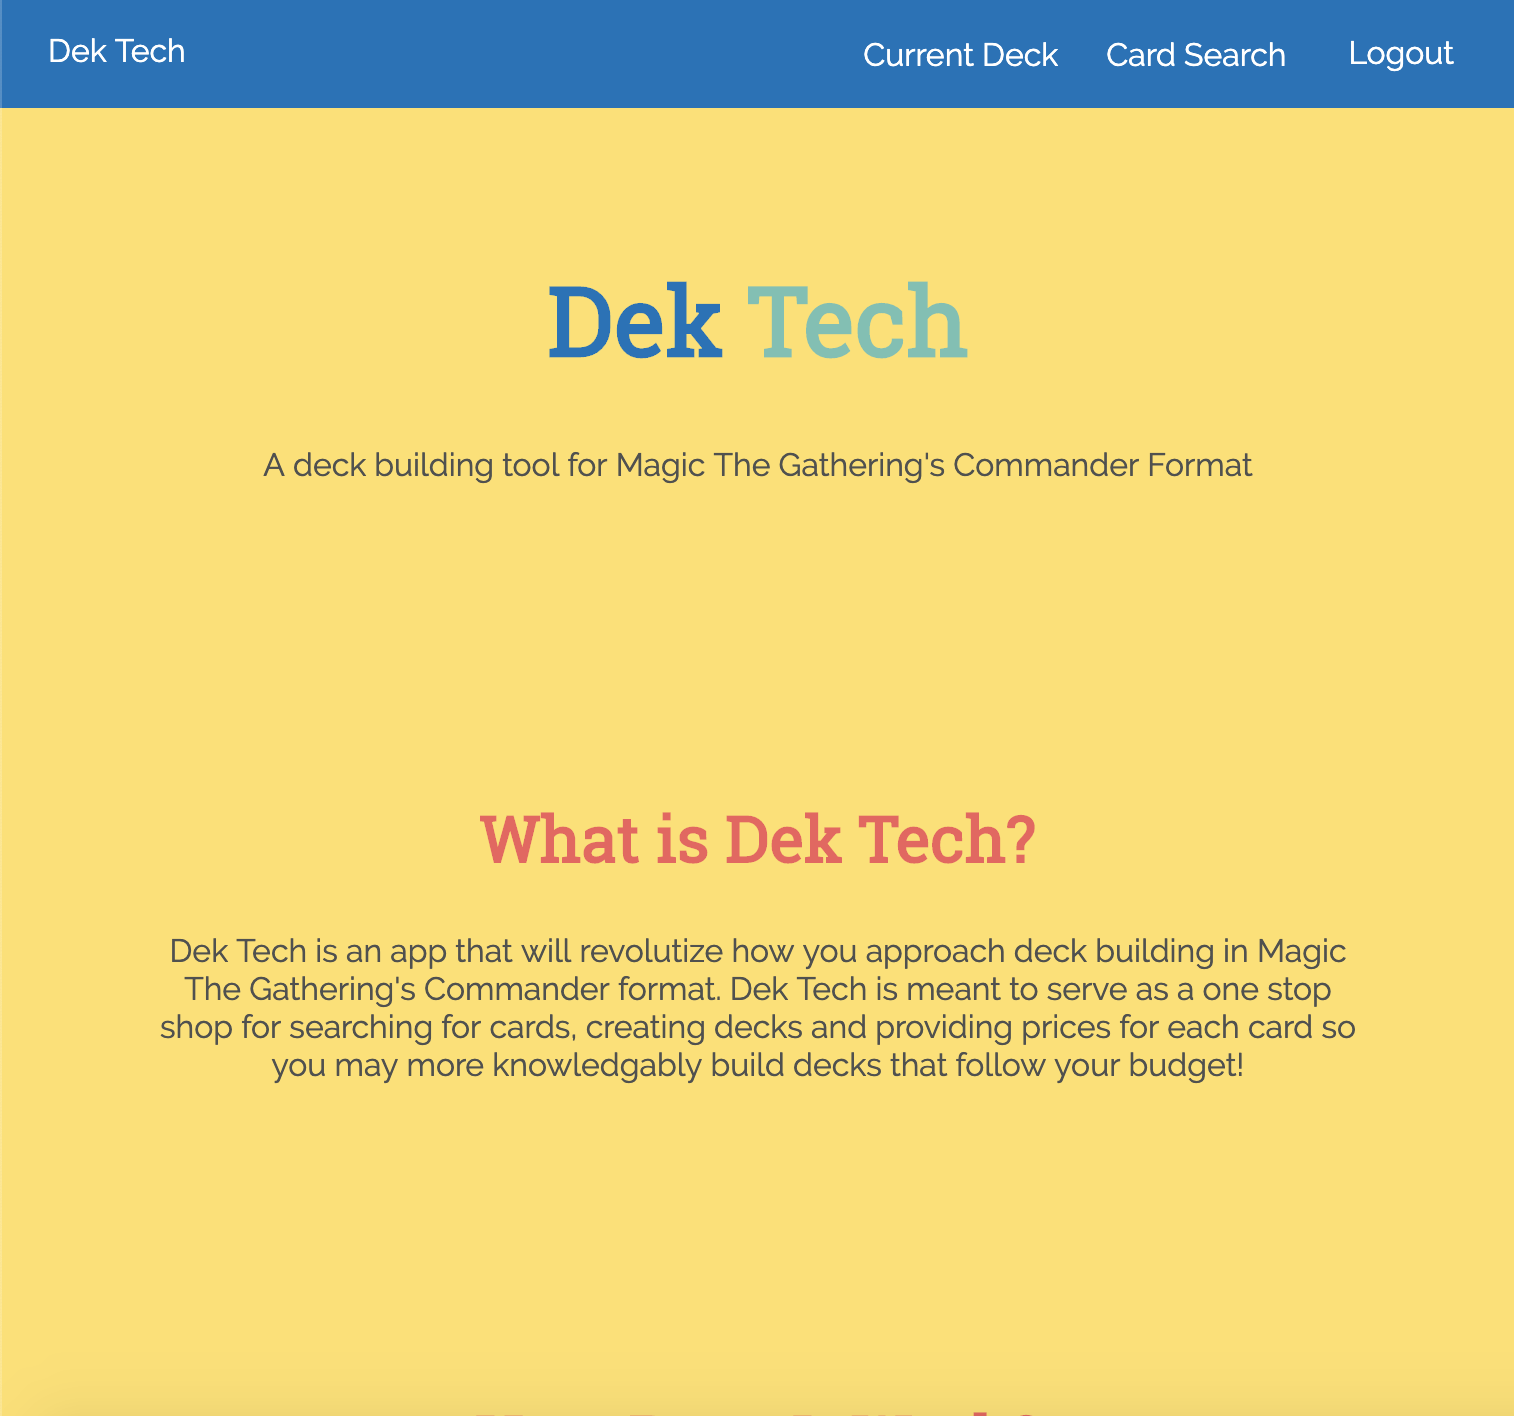 Dek Tech
Current Deck Card Search Logout
Dek Tech
A deck building tool for Magic The Gathering's Commander Format
What is Dek Tech?
Dek Tech is an app that will revolutize how you approach deck building in Magic
The Gathering's Commander format. Dek Tech is meant to serve as a one stop
shop for searching for cards, creating decks and providing prices for each card so
you may more knowledgably build decks that follow your budget!